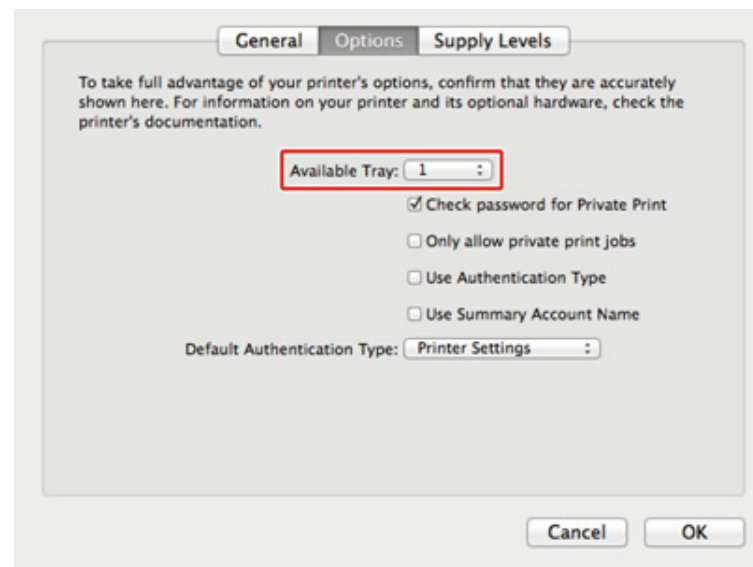 General Options Supply Levels
To take full advantage of your printer's options, confirm that they are accurately
shown here. For information on your printer and its optional hardware, check the
printer's documentation.
Available Tray: 1
Check password for Private Print
Only allow private print jobs
Use Authentication Type
Use Summary Account Name
Default Authentication Type: Printer Settings
Cancel OK